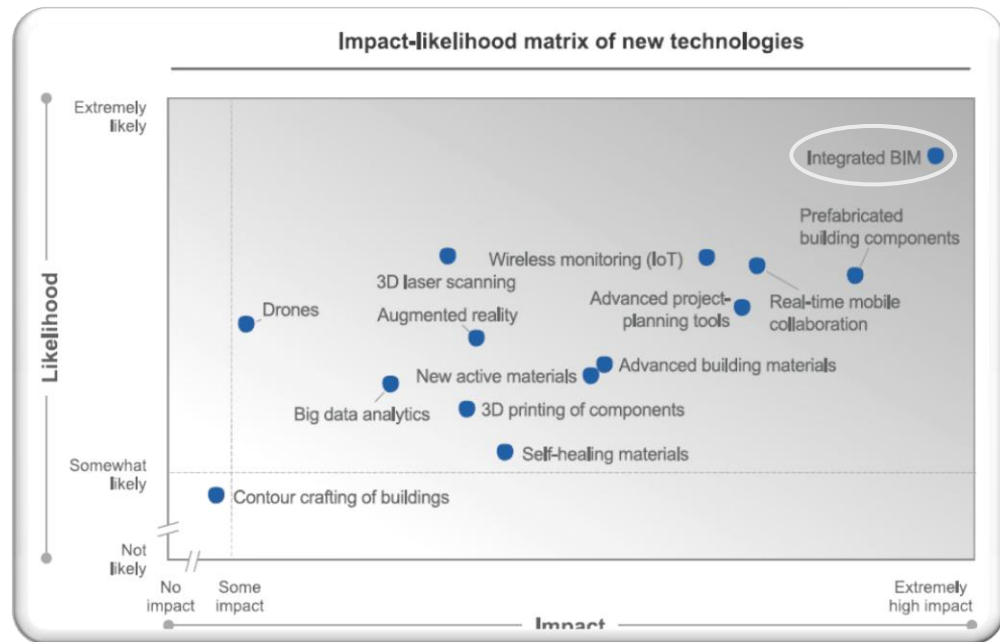 Impact-likelihood matrix of new technologies
Extremely
likely
Integrated BIM
Prefabricated
building components
Wireless monitoring (IoT)
3D laser scanning
Advanced project-
planning tools
Real-time mobile
collaboration
Drones
Augmented reality
Advanced building materials
New active materials
Big data analytics
3D printing of components
Self-healing materials
Somewhat
likely
Contour crafting of buildings
Not
likely
Likelihood
No
impact
Some
impact
Extremely
high impact
Impact